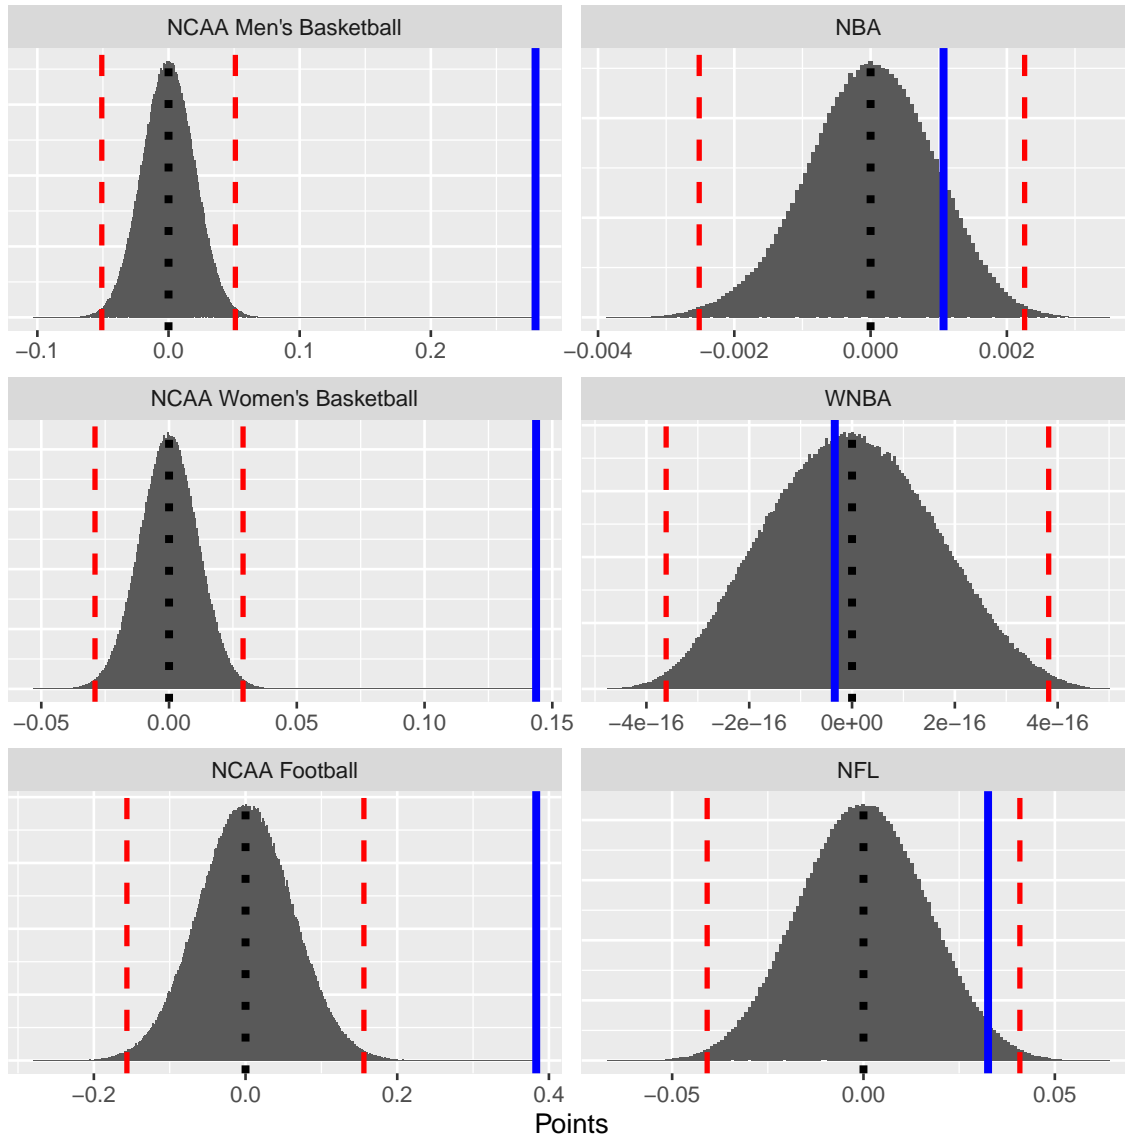 NCAA Men's Basketball NBA
−0.1 0.0 0.1 0.2 −0.004 −0.002 0.000 0.002
NCAA Women's Basketball WNBA
−0.05 0.00 0.05 0.10 0.15 −4e−16 −2e−16 0e+00 2e−16 4e−16
NCAA Football NFL
−0.2 0.0 0.2 0.4 −0.05 0.00 0.05
Points